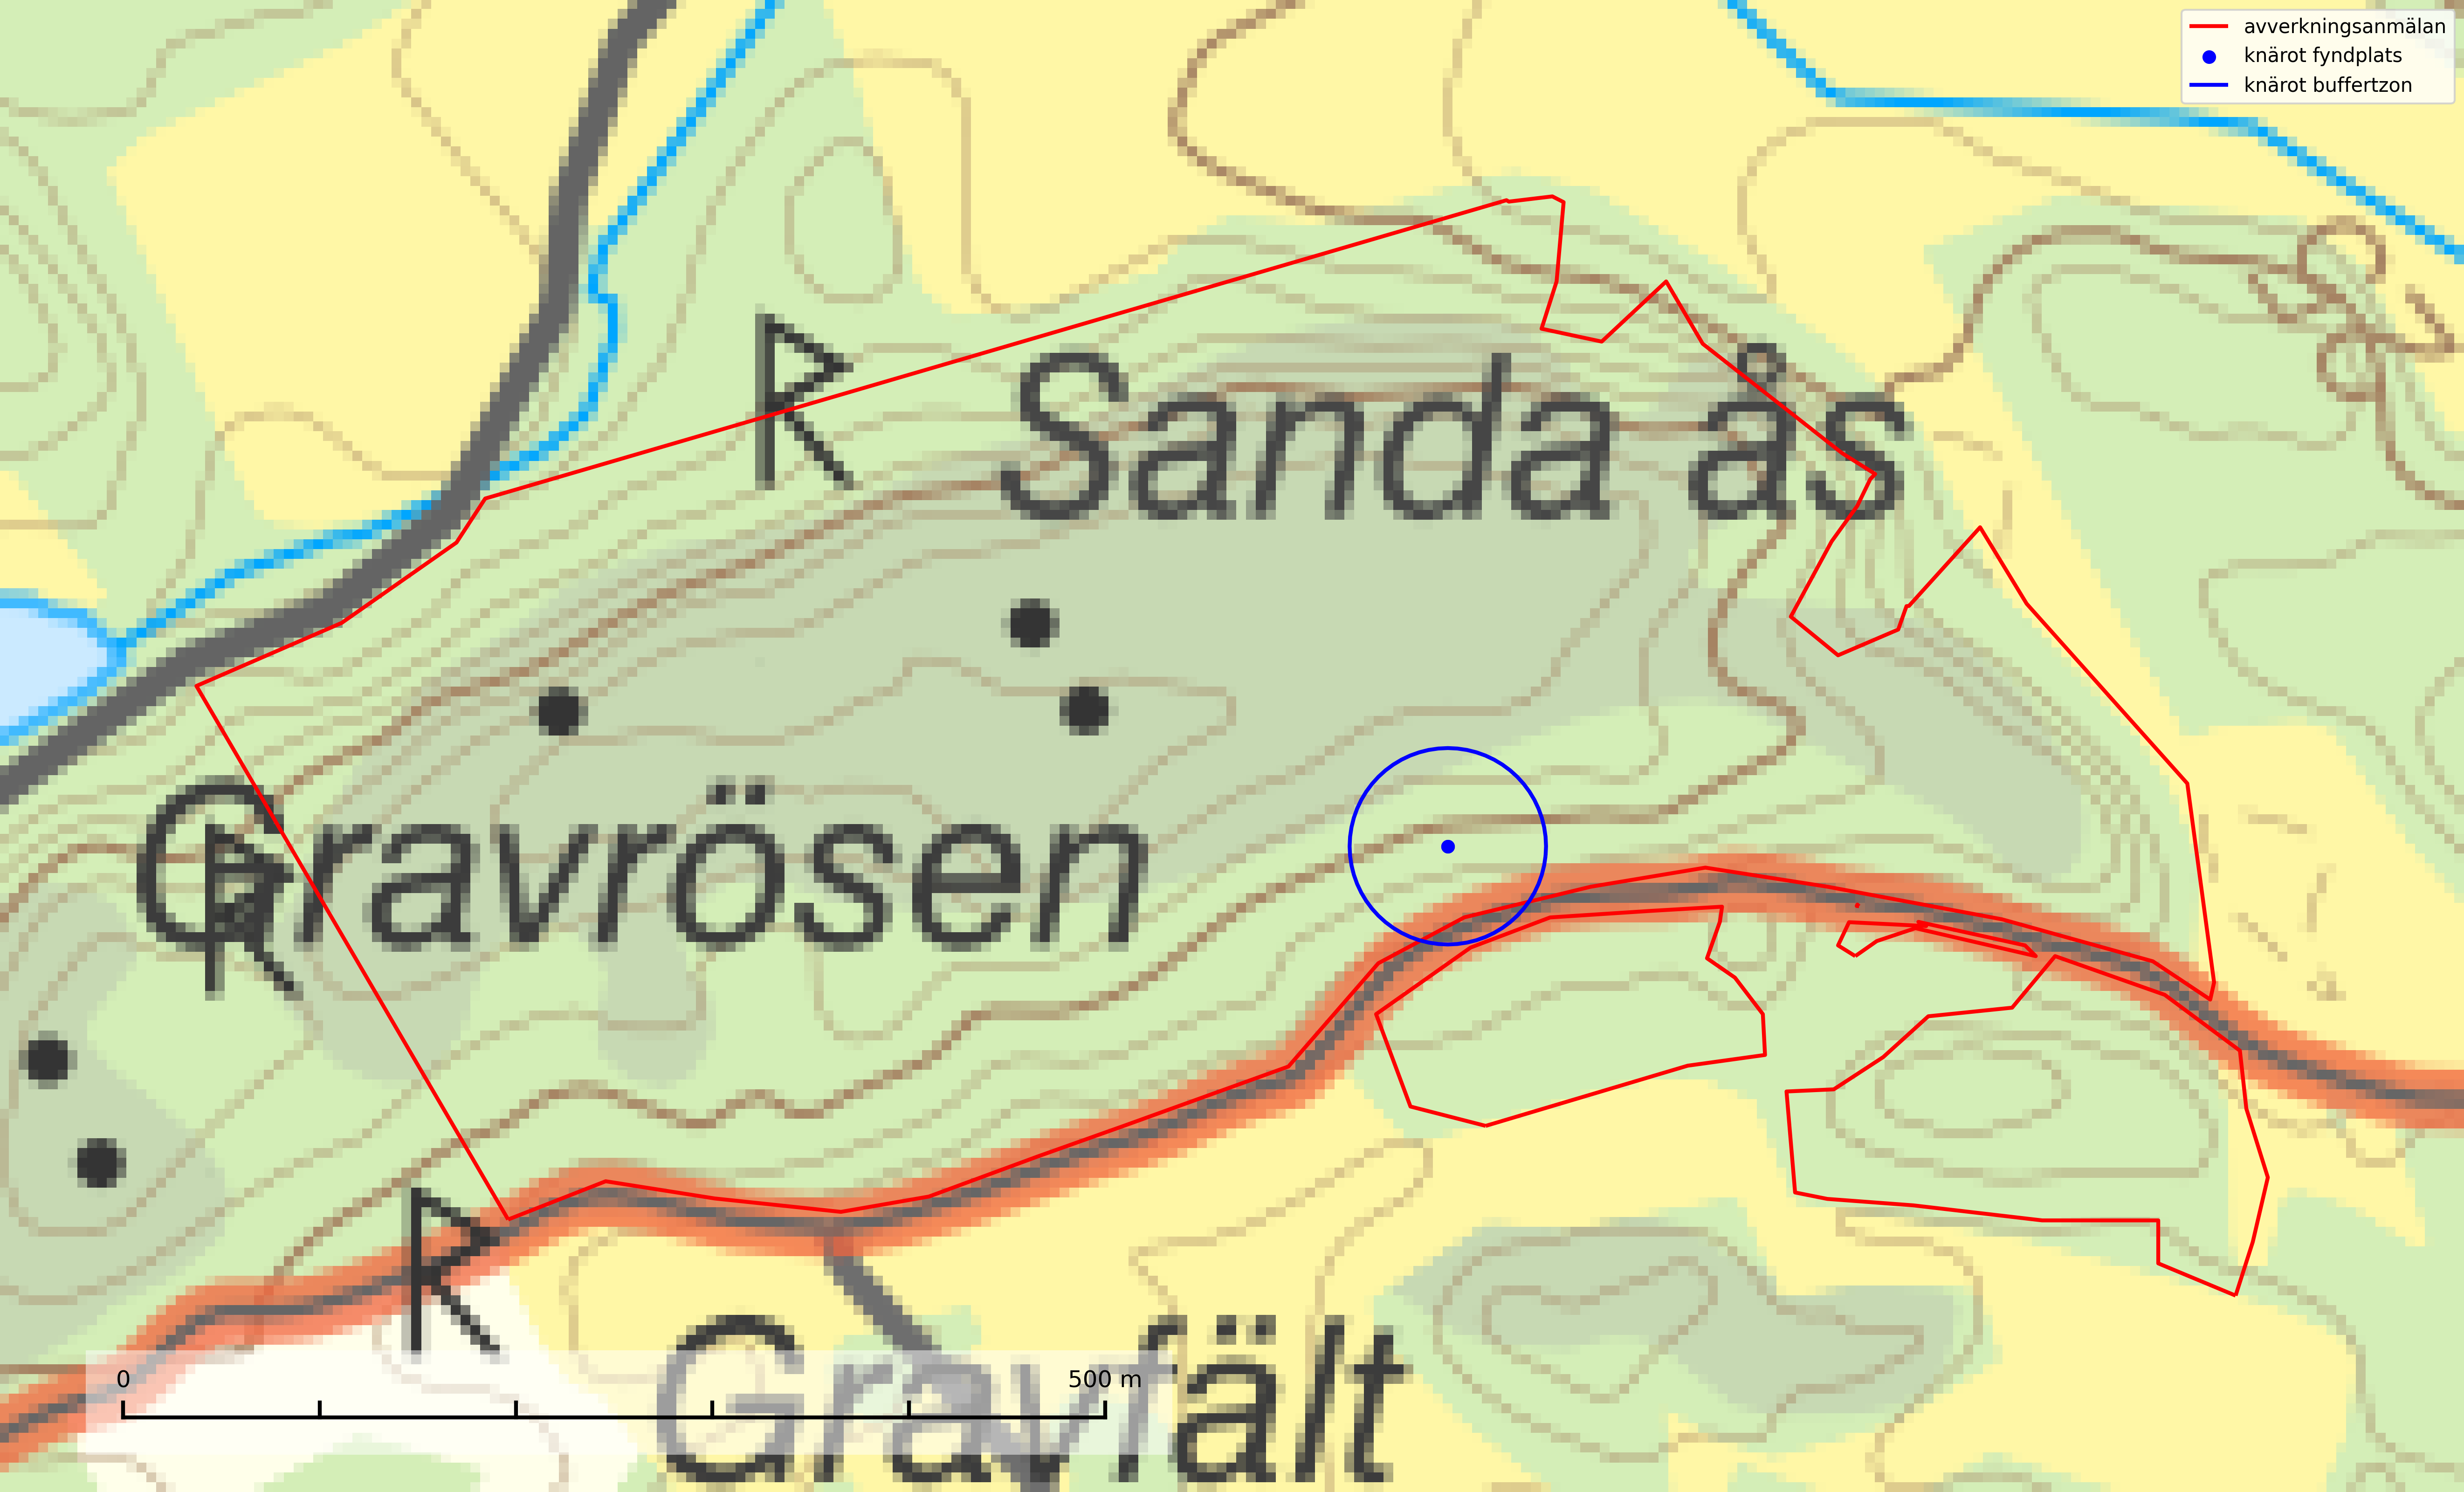 avverkningsanmälan
knärot fyndplats
knärot buffertzon
R
Sanda ås
Gravrösen
R
R
Gravfält
0 500 m